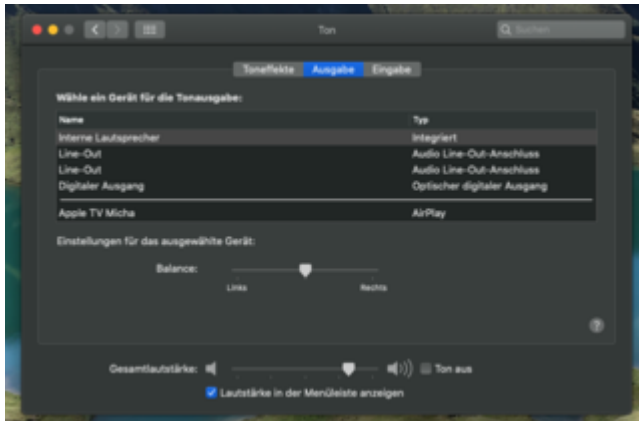 Ton
Suchen
Toneffekte Ausgabe Eingabe
Wähle ein Gerät für die Tonausgabe:
Name Typ
Interne Lautsprecher Integriert
Line-Out Audio Line-Out-Anschluss
Line-Out Audio Line-Out-Anschluss
Digitaler Ausgang Optischer digitaler Ausgang
Apple TV Micha AirPlay
Einstellungen für das ausgewählte Gerät:
Balance:
Links Rechts
?
Gesamtlautstärke: Ton aus
Lautstärke in der Menüleiste anzeigen